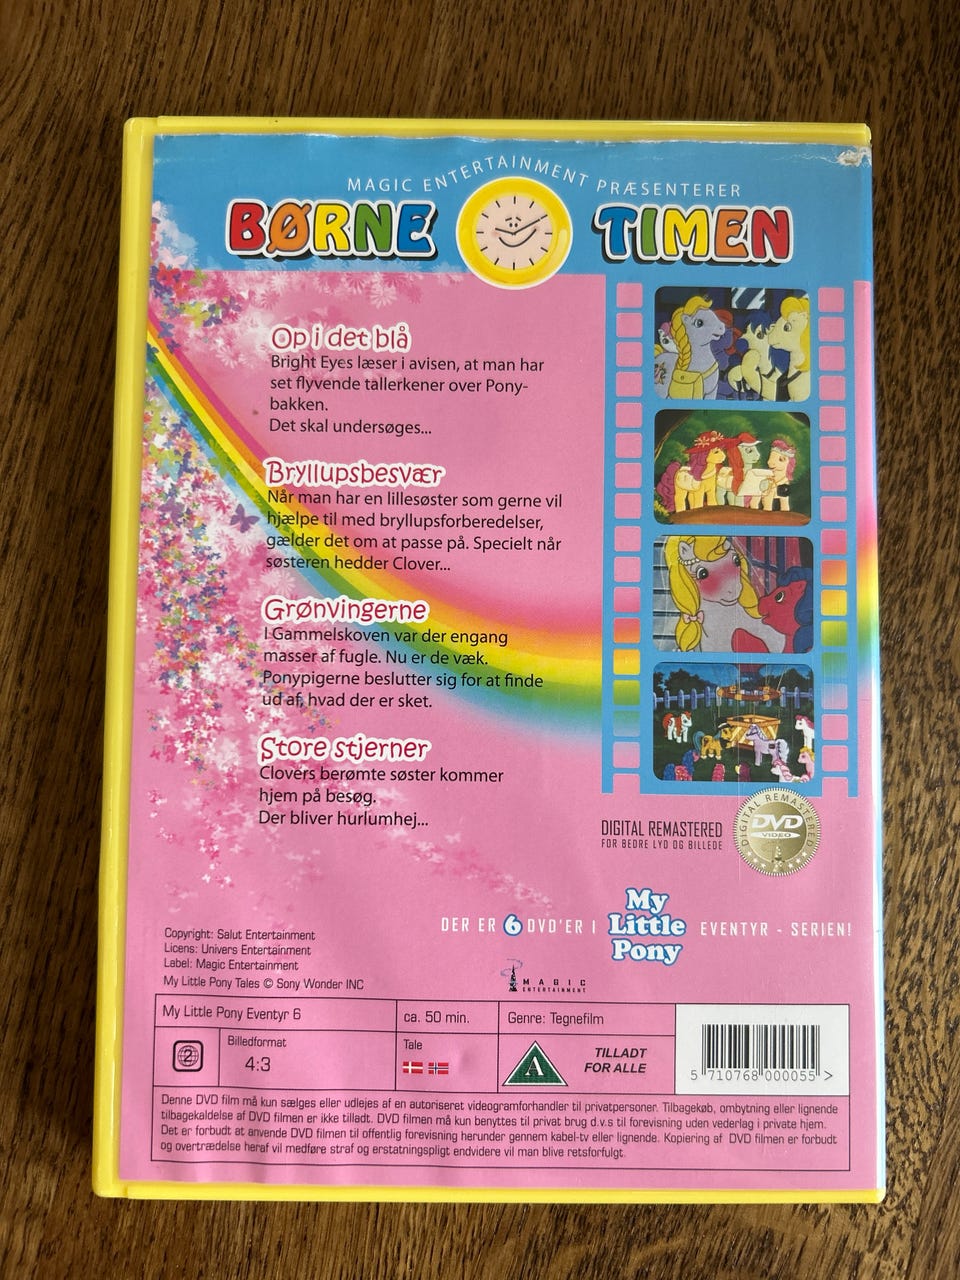 MAGIC ENTERTAINMENT PRÆSENTERER
BØRNE TIMEN
Op i det blå
Bright Eyes læser i avisen, at man har
set flyvende tallerkener over Pony-
bakken.
Det skal undersøges...
Bryllupsbesvær
Når man har en lillesøster som gerne vil
hjælpe til med bryllupsforberedelser,
gælder det om at passe på. Specielt når
søsteren hedder Clover...
Grønvingerne
I Gammelskoven var der engang
masser af fugle. Nu er de væk.
Ponypigerne beslutter sig for at finde
ud af, hvad der er sket.
Store stjerner
Clovers berømte søster kommer
hjem på besøg.
Der bliver hurlumhej...
DIGITAL REMASTERED
FOR BEDRE LYD OG BILLEDE
DIGITAL REMASTERED
DVD
VIDEO
DER ER 6 DVD'ER I My Little Pony EVENTYR - SERIEN!
Copyright: Salut Entertainment
Licens: Univers Entertainment
Label: Magic Entertainment
My Little Pony Tales © Sony Wonder INC
MAGIC
ENTERTAINMENT
My Little Pony Eventyr 6
ca. 50 min.
Genre: Tegnefilm
2
Billedformat
4:3
Tale
A
TILLADT
FOR ALLE
5 710768 000055 >
Denne DVD film må kun sælges eller udlejes af en autoriseret videogramforhandler til privatpersoner. Tilbagekøb, ombytning eller lignende
tilbagekaldelse af DVD filmen er ikke tilladt. DVD filmen må kun benyttes til privat brug d.v.s til forevisning uden vederlag i private hjem.
Det er forbudt at anvende DVD filmen til offentlig forevisning herunder gennem kabel-tv eller lignende. Kopiering af DVD filmen er forbudt
og overtrædelse heraf vil medføre straf og erstatningspligt endvidere vil man blive retsforfulgt.